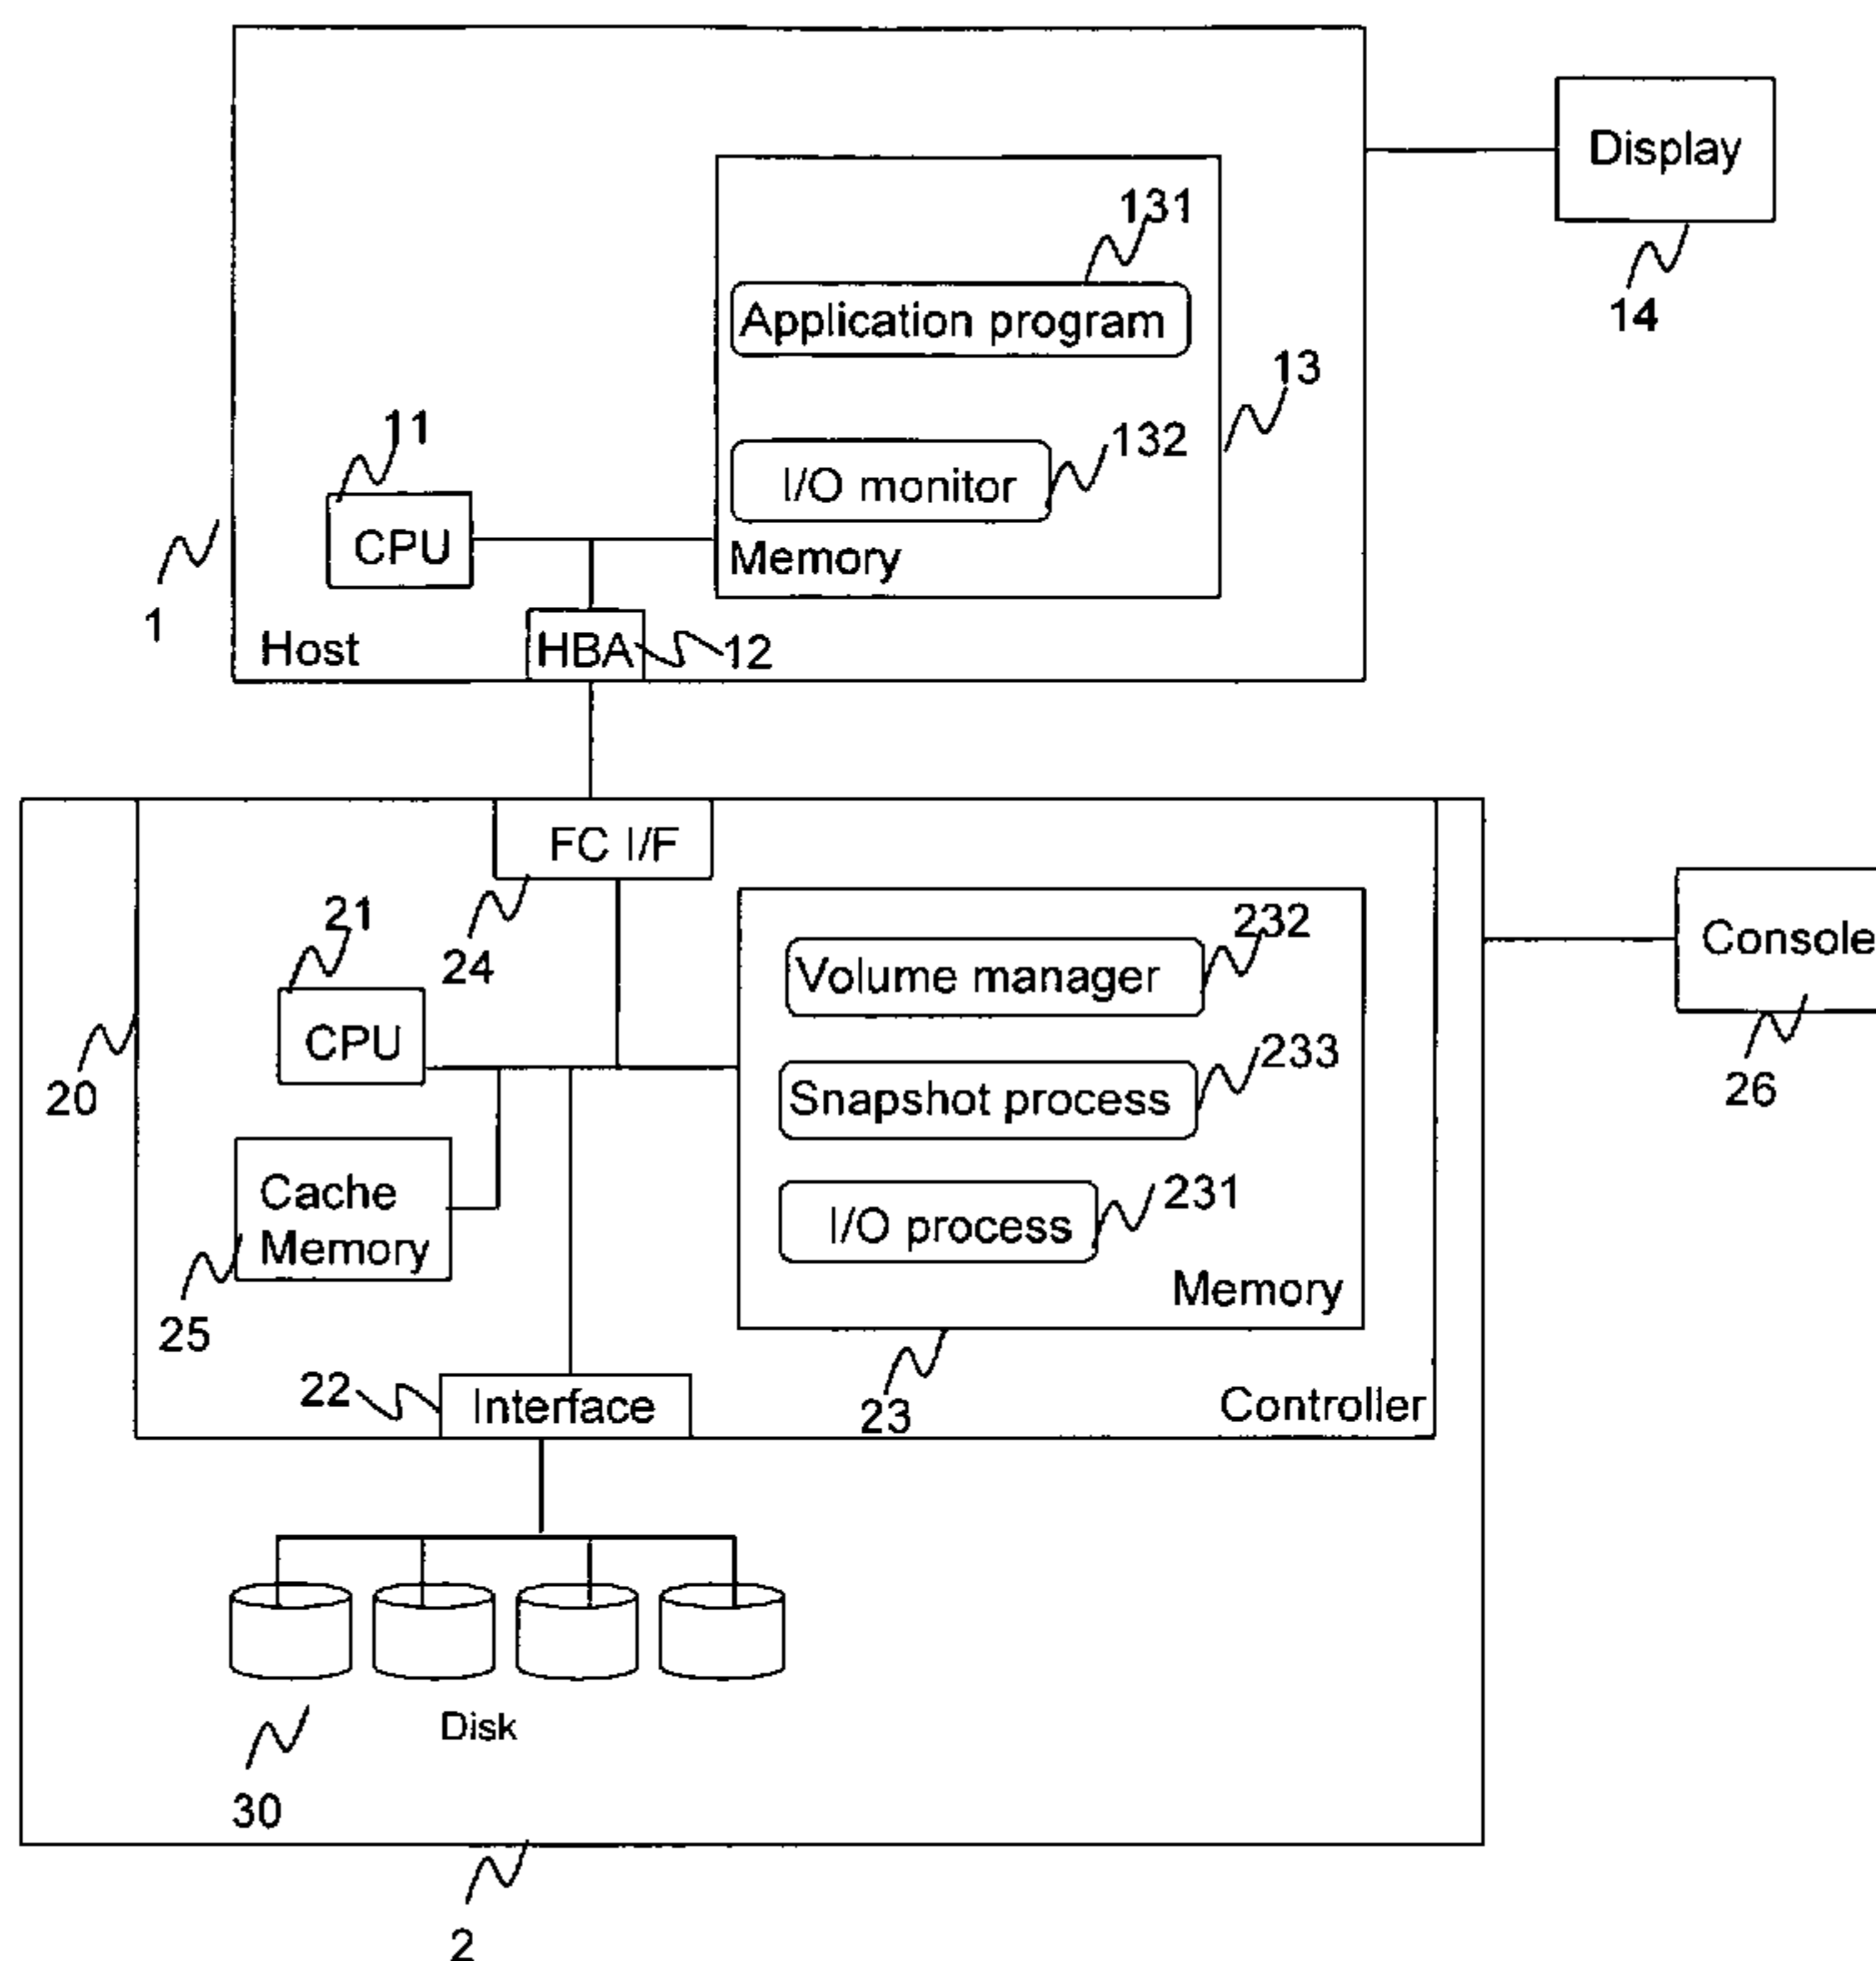 Display
14
131
Application program
13
11
132
I/O monitor
CPU
Memory
1
Host
HBA
12
FC I/F
21
24
232
Volume manager
Console
CPU
233
20
Snapshot process
26
Cache
Memory
231
I/O process
Memory
25
22
Interface
23
Controller
Disk
30
2